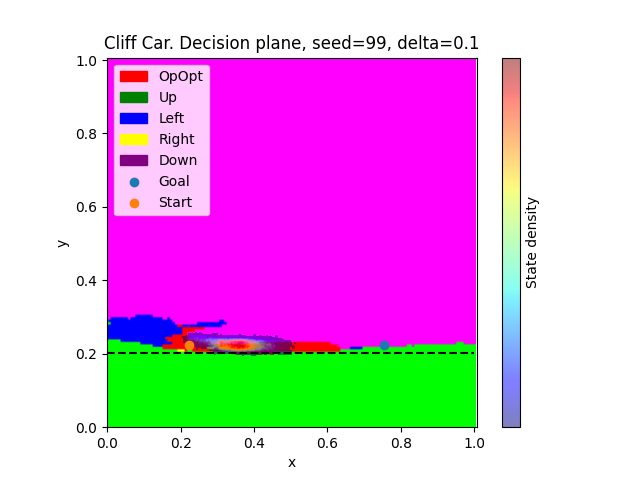 Cliff Car. Decision plane, seed=99, delta=0.1
1.0
0.8
0.6
0.4
0.2
0.0
y
OpOpt
Up
Left
Right
Down
Goal
Start
State density
0.0 0.2 0.4 0.6 0.8 1.0
x